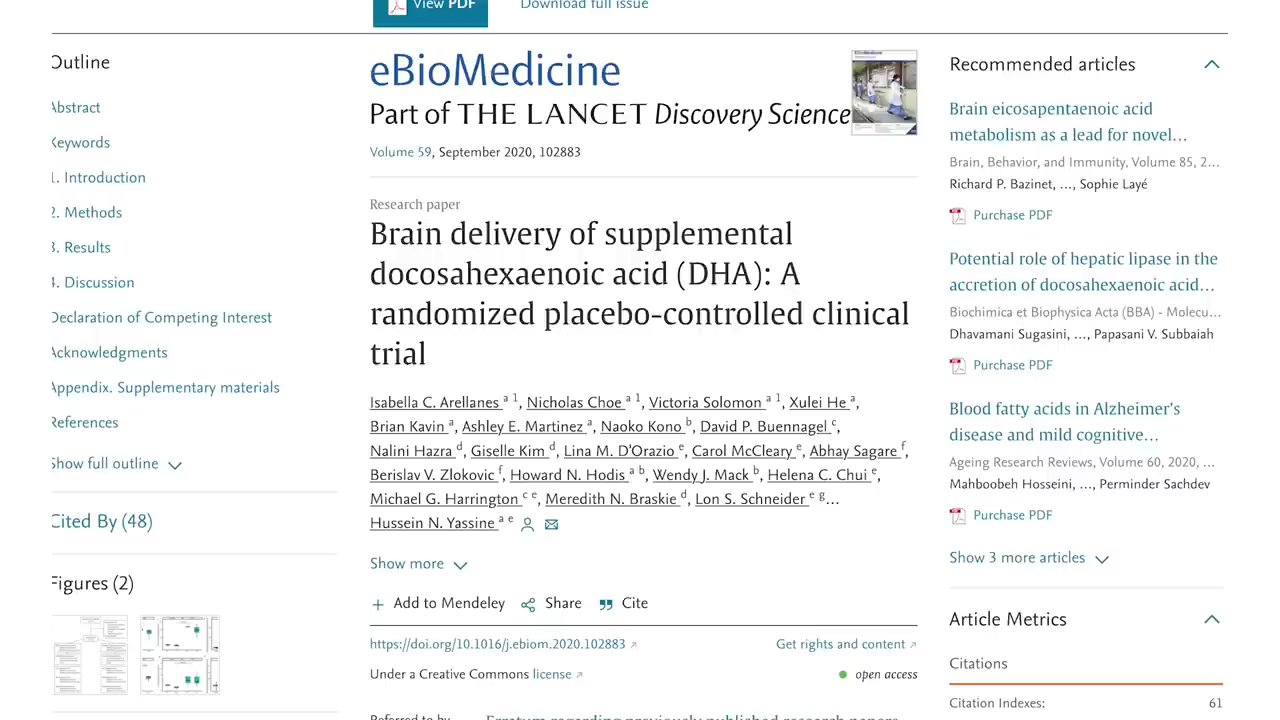 View PDF
Download full issue
Outline
Abstract
Keywords
1. Introduction
2. Methods
3. Results
4. Discussion
Declaration of Competing Interest
Acknowledgments
Appendix. Supplementary materials
References
Show full outline
Cited By (48)
Figures (2)
eBioMedicine
Part of THE LANCET Discovery Science
Volume 59, September 2020, 102883
Research paper
Brain delivery of supplemental
docosahexaenoic acid (DHA): A
randomized placebo-controlled clinical
trial
Isabella C. Arellanes a 1, Nicholas Choe a 1, Victoria Solomon a 1, Xulei He a,
Brian Kavin a, Ashley E. Martinez a, Naoko Kono b, David P. Buennagel c,
Nalini Hazra d, Giselle Kim d, Lina M. D'Orazio e, Carol McCleary e, Abhay Sagare f,
Berislav V. Zlokovic f, Howard N. Hodis a b, Wendy J. Mack b, Helena C. Chui e,
Michael G. Harrington c e, Meredith N. Braskie d, Lon S. Schneider e g...
Hussein N. Yassine a e
Show more
Add to Mendeley Share Cite
https://doi.org/10.1016/j.ebiom.2020.102883
Get rights and content
Under a Creative Commons license
open access
Referred to by
Erratum regarding previously published research papers
Recommended articles
Brain eicosapentaenoic acid
metabolism as a lead for novel...
Brain, Behavior, and Immunity, Volume 85, 2...
Richard P. Bazinet, ..., Sophie Layé
Purchase PDF
Potential role of hepatic lipase in the
accretion of docosahexaenoic acid...
Biochimica et Biophysica Acta (BBA) - Molecu...
Dhavamani Sugasini, ..., Papasani V. Subbaiah
Purchase PDF
Blood fatty acids in Alzheimer's
disease and mild cognitive...
Ageing Research Reviews, Volume 60, 2020, ...
Mahboobeh Hosseini, ..., Perminder Sachdev
Purchase PDF
Show 3 more articles
Article Metrics
Citations
Citation Indexes: 61